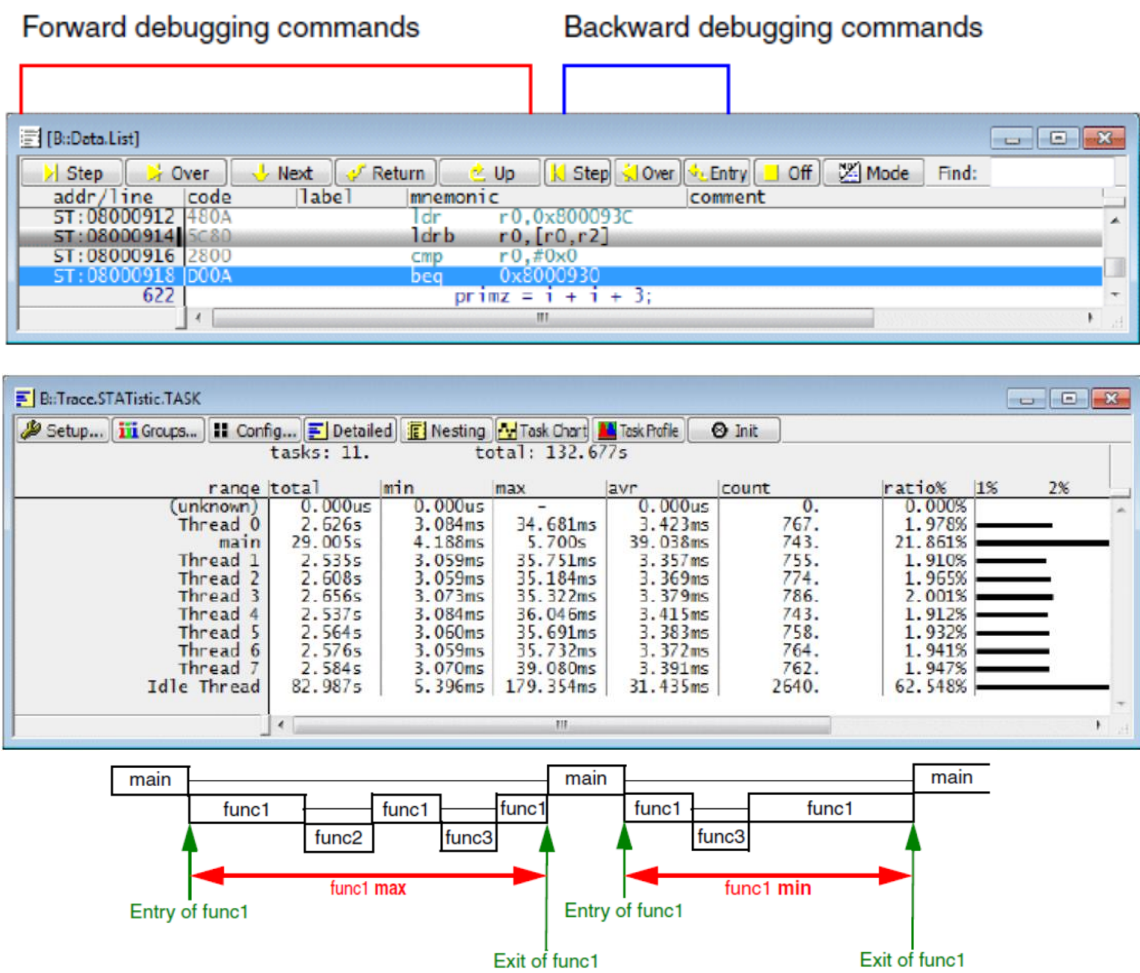 Forward debugging commands Backward debugging commands
[B::Data.List]
Step Over Next Return Up Step Over Entry Off Mode Find:
addr/line code label mnemonic comment
ST:08000912 480A ldr r0,0x800093C
ST:08000914 5C80 ldrb r0,[r0,r2]
ST:08000916 2800 cmp r0,#0x0
ST:08000918 D00A beq 0x8000930
622 primz = i + i + 3;
B::Trace.STATistic.TASK
Setup... Groups... Config... Detailed Nesting Task Chart Task Profile Init
tasks: 11. total: 132.677s
range total min max avr count ratio% 1% 2%
(unknown) 0.000us 0.000us - 0.000us 0. 0.000%
Thread 0 2.626s 3.084ms 34.681ms 3.423ms 767. 1.978%
main 29.005s 4.188ms 5.700s 39.038ms 743. 21.861%
Thread 1 2.535s 3.059ms 35.751ms 3.357ms 755. 1.910%
Thread 2 2.608s 3.059ms 35.184ms 3.369ms 774. 1.965%
Thread 3 2.656s 3.073ms 35.322ms 3.379ms 786. 2.001%
Thread 4 2.537s 3.084ms 36.046ms 3.415ms 743. 1.912%
Thread 5 2.564s 3.060ms 35.691ms 3.383ms 758. 1.932%
Thread 6 2.576s 3.059ms 35.732ms 3.372ms 764. 1.941%
Thread 7 2.584s 3.070ms 39.080ms 3.391ms 762. 1.947%
Idle Thread 82.987s 5.396ms 179.354ms 31.435ms 2640. 62.548%
main main main
func1 func1 func1 func1 func1
func2 func3 func3
func1 max func1 min
Entry of func1 Entry of func1
Exit of func1 Exit of func1